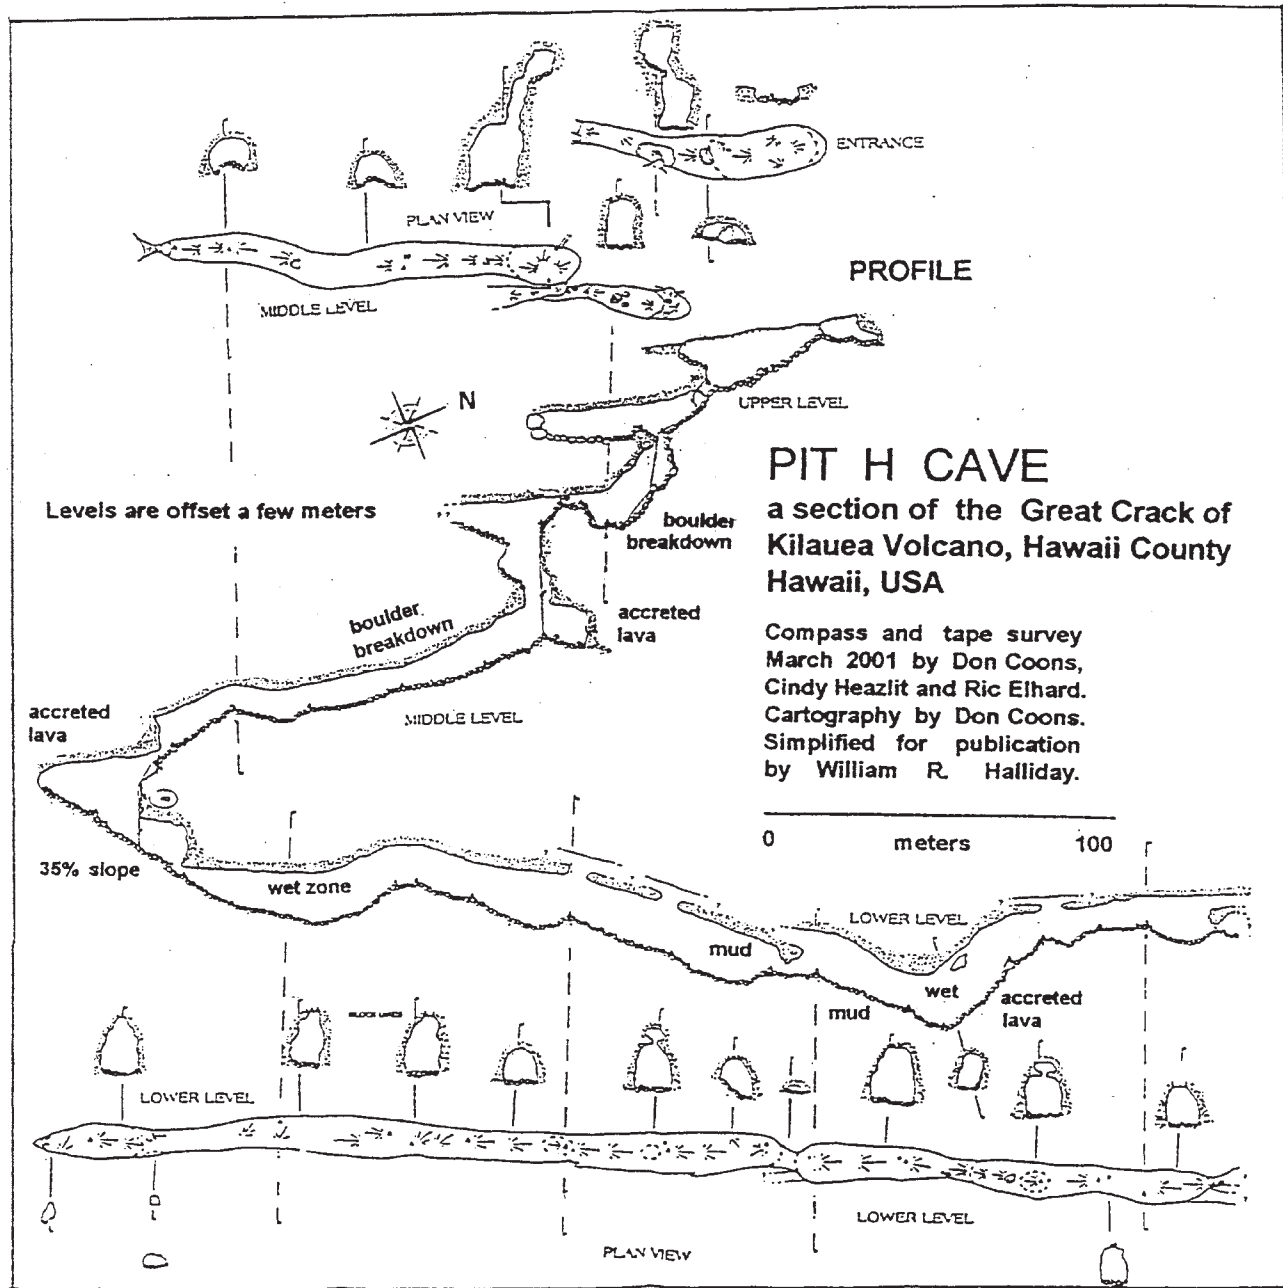 ENTRANCE
PLAN VIEW
MIDDLE LEVEL
PROFILE
N
UPPER LEVEL
PIT H CAVE
a section of the Great Crack of
Kilauea Volcano, Hawaii County
Hawaii, USA
Levels are offset a few meters
boulder
breakdown
accreted
lava
boulder
breakdown
Compass and tape survey
March 2001 by Don Coons,
Cindy Heazlit and Ric Elhard.
Cartography by Don Coons.
Simplified for publication
by William R. Halliday.
accreted
lava
MIDDLE LEVEL
0 meters 100
35% slope
wet zone
LOWER LEVEL
mud
wet
mud
accreted
lava
LOWER LEVEL
LOWER LEVEL
PLAN VIEW